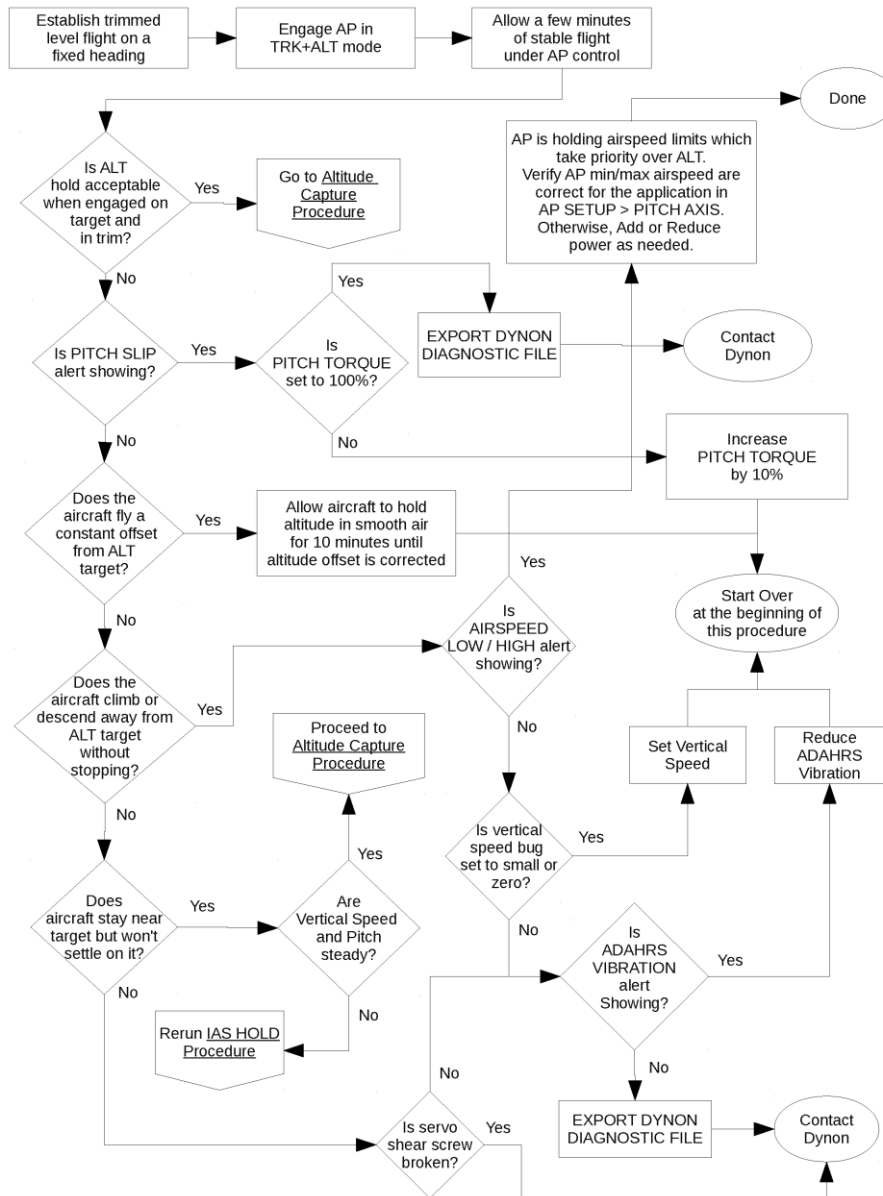 Establish trimmed
level flight on a
fixed heading
Engage AP in
TRK+ALT mode
Allow a few minutes
of stable flight
under AP control
Done
AP is holding airspeed limits which
take priority over ALT.
Verify AP min/max airspeed are
correct for the application in
AP SETUP > PITCH AXIS.
Otherwise, Add or Reduce
power as needed.
Is ALT
hold acceptable
when engaged on
target and
in trim?
Yes
Go to Altitude
Capture
Procedure
No
Is PITCH SLIP
alert showing?
Yes
Is
PITCH TORQUE
set to 100%?
Yes
EXPORT DYNON
DIAGNOSTIC FILE
Contact
Dynon
No
Increase
PITCH TORQUE
by 10%
No
Does the
aircraft fly a
constant offset
from ALT
target?
Yes
Allow aircraft to hold
altitude in smooth air
for 10 minutes until
altitude offset is corrected
Start Over
at the beginning of
this procedure
No
Does the
aircraft climb or
descend away from
ALT target
without
stopping?
Yes
Is
AIRSPEED
LOW / HIGH alert
showing?
Yes
No
Proceed to
Altitude Capture
Procedure
Set Vertical
Speed
Reduce
ADAHRS
Vibration
Is vertical
speed bug
set to small or
zero?
Yes
No
No
Does
aircraft stay near
target but won't
settle on it?
Yes
Are
Vertical Speed
and Pitch
steady?
Yes
No
Rerun IAS HOLD
Procedure
Is
ADAHRS
VIBRATION
alert
Showing?
Yes
No
No
Is servo
shear screw
broken?
No
Yes
EXPORT DYNON
DIAGNOSTIC FILE
Contact
Dynon